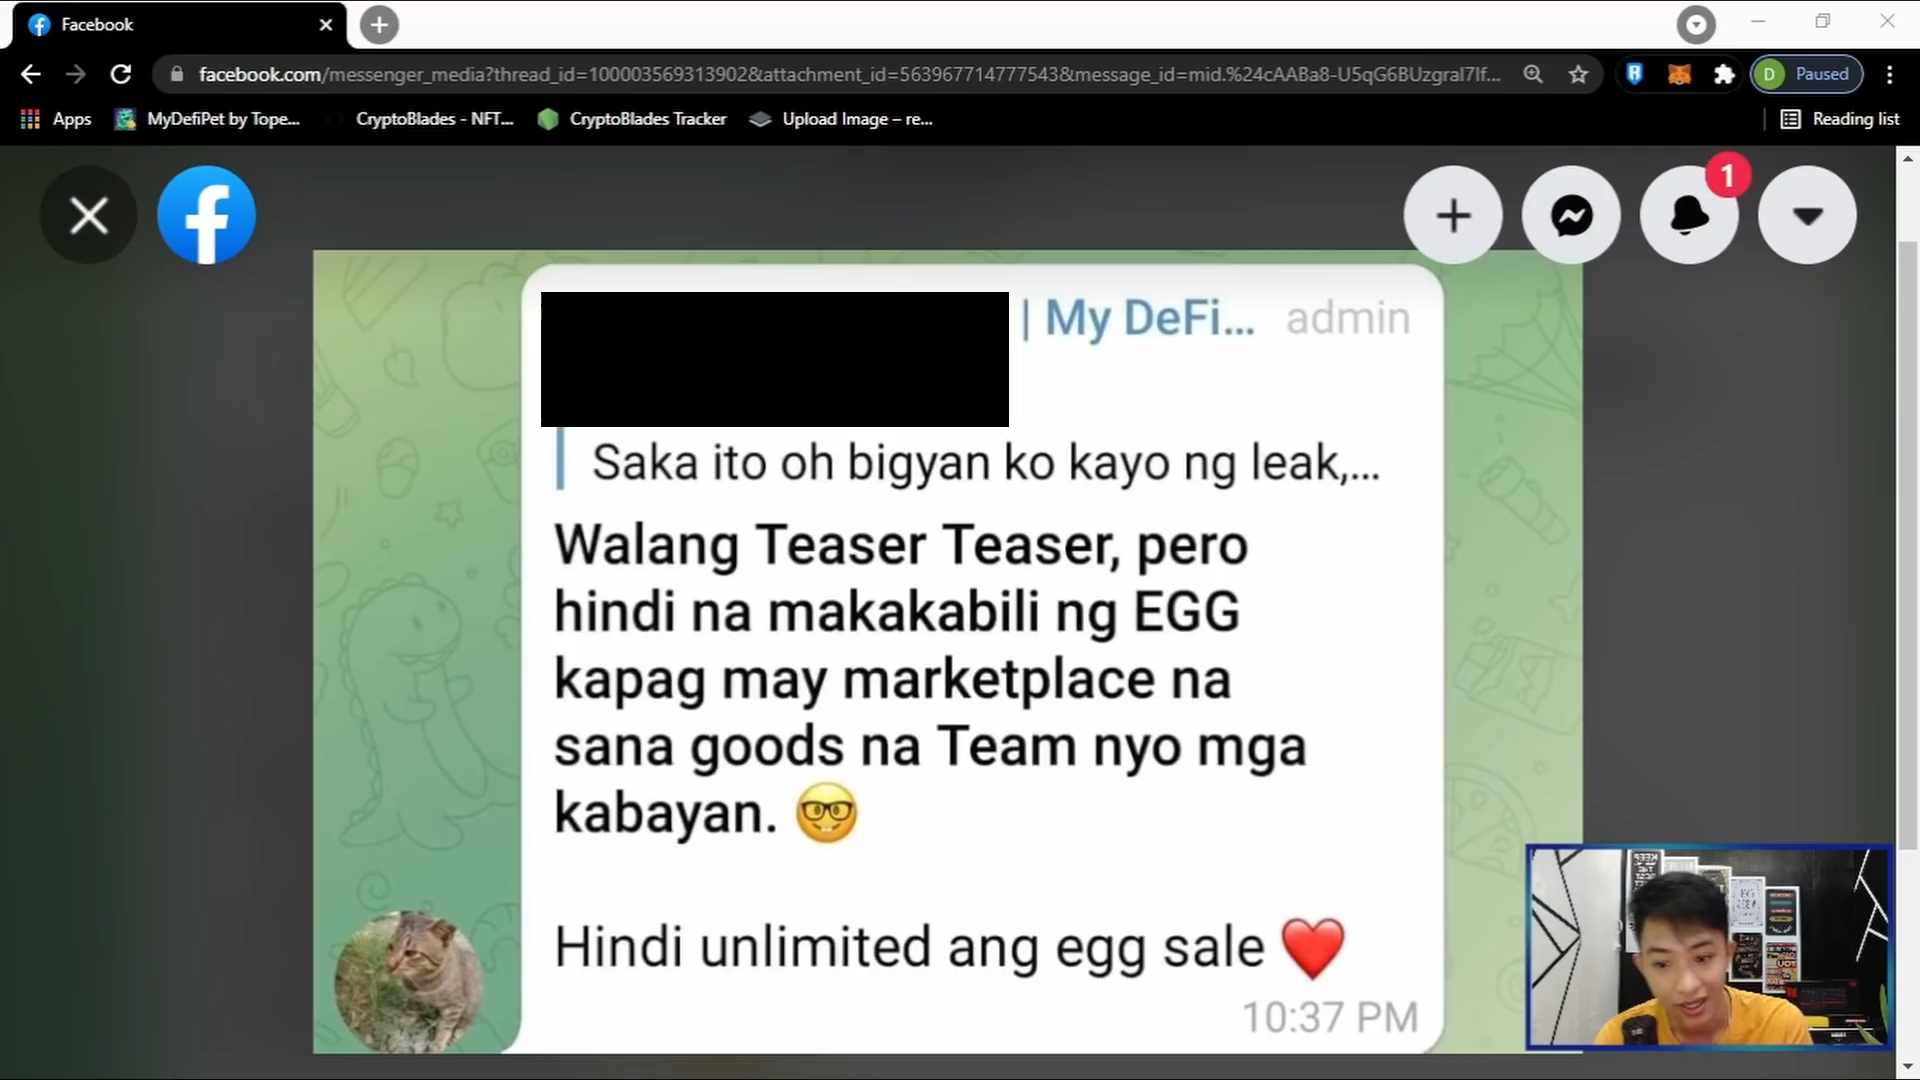 Facebook
facebook.com/messenger_media?thread_id=100003569313902&attachment_id=563967714777543&message_id=mid.%24cAABa8-U5qG6BUzgral7lf...
D Paused
Apps MyDefiPet by Tope... CryptoBlades - NFT... CryptoBlades Tracker Upload Image – re... Reading list
1
| My DeFi... admin
Saka ito oh bigyan ko kayo ng leak,...
Walang Teaser Teaser, pero
hindi na makakabili ng EGG
kapag may marketplace na
sana goods na Team nyo mga
kabayan. 🤓
Hindi unlimited ang egg sale ❤️
10:37 PM